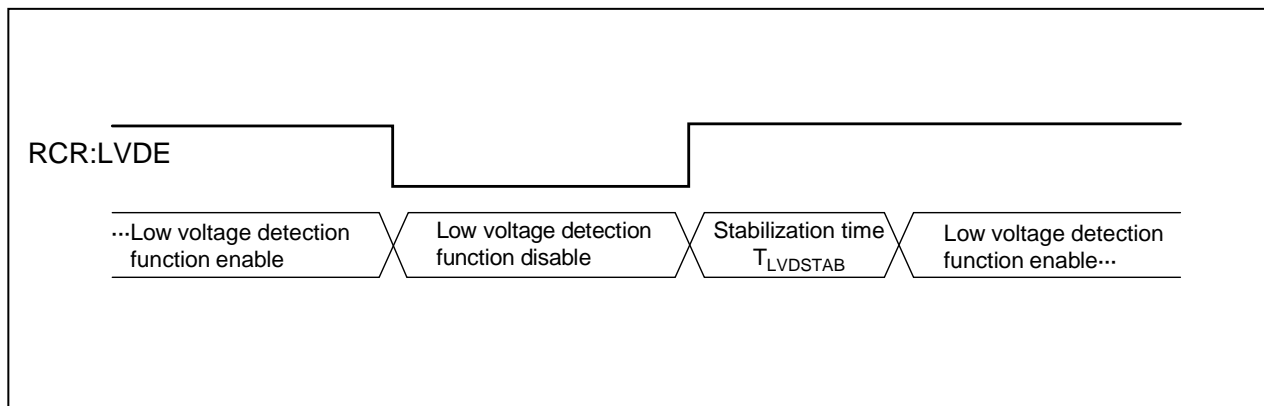 RCR:LVDE
···Low voltage detection
function enable
Low voltage detection
function disable
Stabilization time
TLVDSTAB
Low voltage detection
function enable···